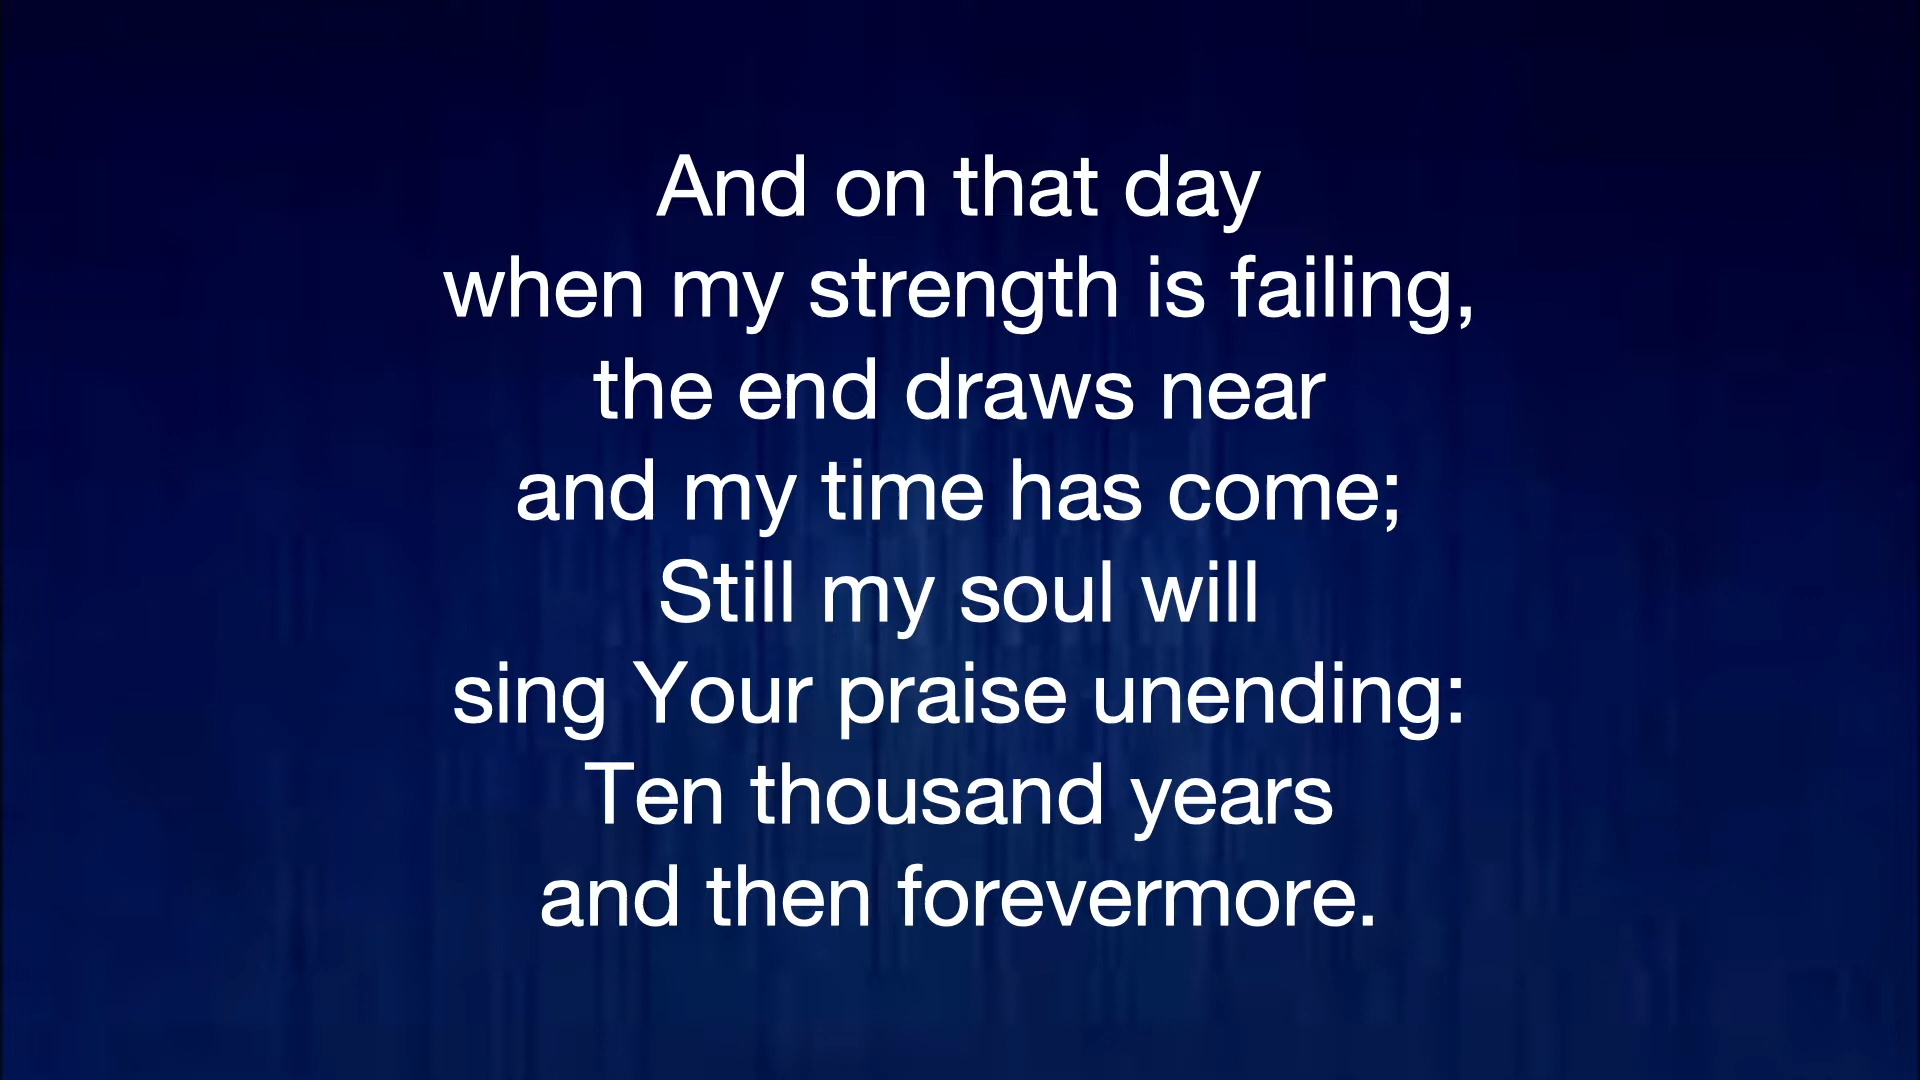 And on that day
when my strength is failing,
the end draws near
and my time has come;
Still my soul will
sing Your praise unending:
Ten thousand years
and then forevermore.